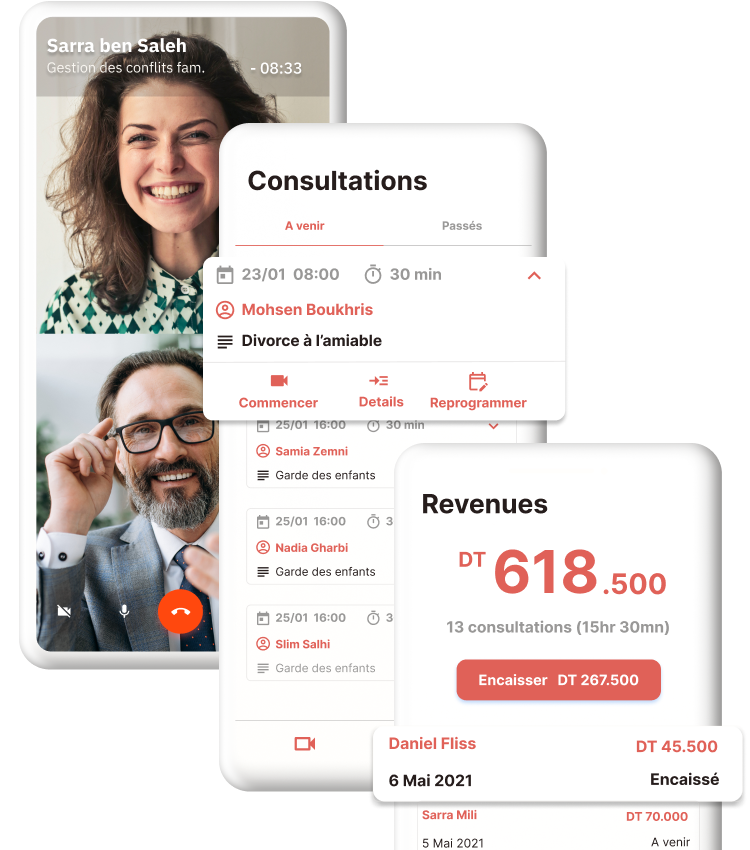 Sarra ben Saleh
Gestion des conflits fam. - 08:33
Consultations
A venir Passés
23/01 08:00 30 min
Mohsen Boukhris
Divorce à l’amiable
Commencer Details Reprogrammer
25/01 16:00 30 min
Samia Zemni
Garde des enfants
25/01 16:00 3
Nadia Gharbi
Garde des enfants
25/01 16:00 3
Slim Salhi
Garde des enfants
Revenues
DT 618.500
13 consultations (15hr 30mn)
Encaisser DT 267.500
Daniel Fliss DT 45.500
6 Mai 2021 Encaissé
Sarra Mili DT 70.000
5 Mai 2021 A venir